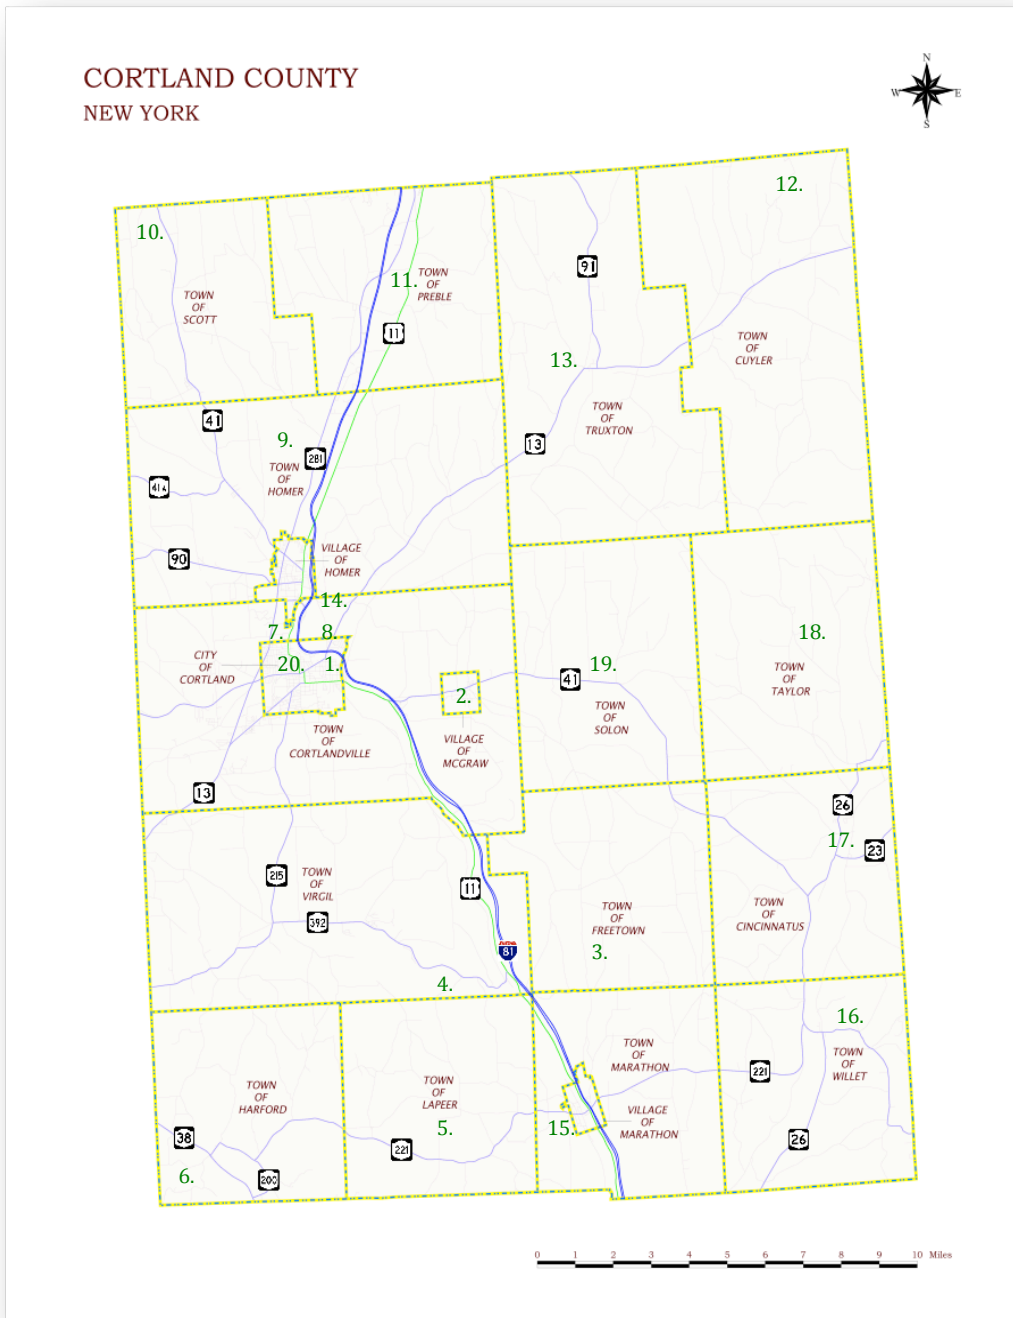 CORTLAND COUNTY
NEW YORK
N
W
E
S
12.
10.
91
11.
TOWN
OF
PREBLE
TOWN
OF
SCOTT
11
13.
TOWN
OF
CUYLER
41
TOWN
OF
TRUXTON
9.
13
281
TOWN
OF
HOMER
41A
90
VILLAGE
OF
HOMER
14.
7.
8.
18.
CITY
OF
CORTLAND
20.
1.
19.
41
TOWN
OF
TAYLOR
2.
TOWN
OF
SOLON
TOWN
OF
CORTLANDVILLE
VILLAGE
OF
MCGRAW
13
26
17.
23
215
TOWN
OF
VIRGIL
11
392
TOWN
OF
FREETOWN
TOWN
OF
CINCINNATUS
81
3.
4.
16.
TOWN
OF
MARATHON
TOWN
OF
WILLET
221
TOWN
OF
HARFORD
TOWN
OF
LAPEER
VILLAGE
OF
MARATHON
5.
15.
38
221
26
6.
200
0 1 2 3 4 5 6 7 8 9 10 Miles